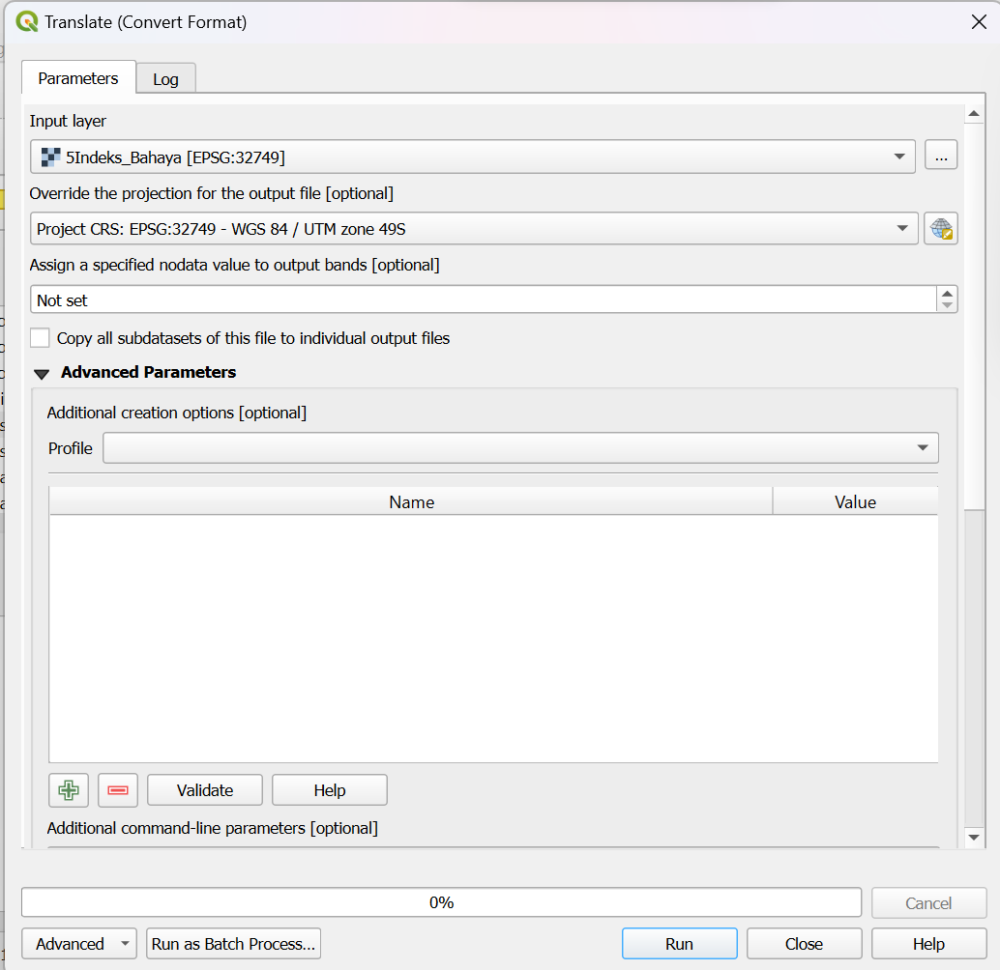 Translate (Convert Format)
Parameters
Log
Input layer
5Indeks_Bahaya [EPSG:32749]
...
Override the projection for the output file [optional]
Project CRS: EPSG:32749 - WGS 84 / UTM zone 49S
Assign a specified nodata value to output bands [optional]
Not set
Copy all subdatasets of this file to individual output files
Advanced Parameters
Additional creation options [optional]
Profile
Name
Value
Validate
Help
Additional command-line parameters [optional]
0%
Cancel
Advanced
Run as Batch Process...
Run
Close
Help